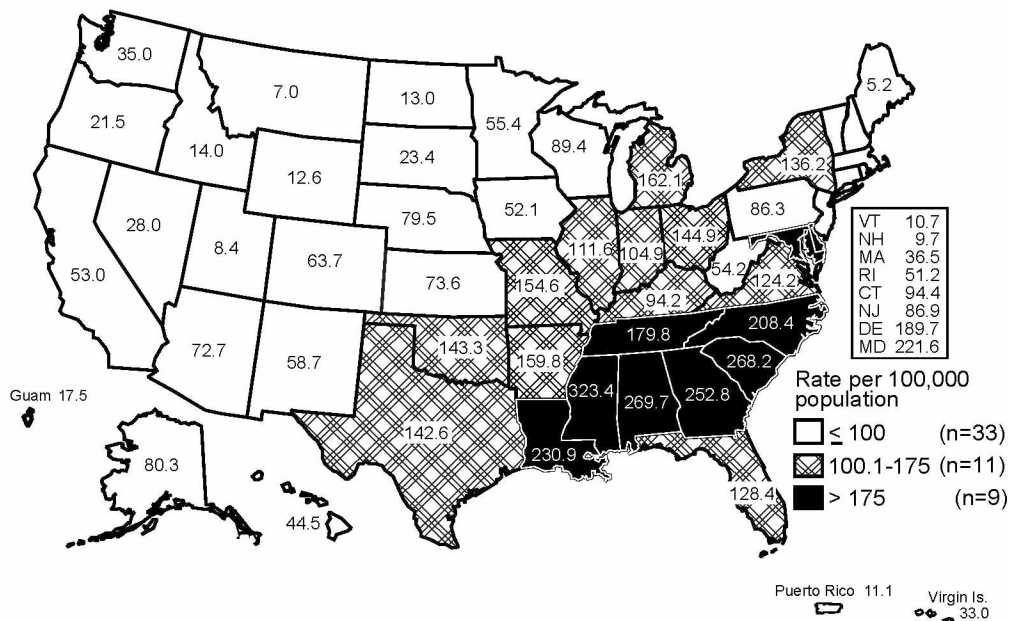 35.0
7.0
13.0
5.2
21.5
14.0
55.4
89.4
23.4
12.6
136.2
162.1
79.5
52.1
86.3
28.0
8.4
63.7
111.6
104.9
144.9
54.2
124.2
53.0
73.6
154.6
94.2
VT 10.7
NH 9.7
MA 36.5
RI 51.2
CT 94.4
NJ 86.9
DE 189.7
MD 221.6
179.8
208.4
72.7
58.7
143.3
159.8
268.2
323.4
269.7
252.8
Guam 17.5
142.6
230.9
128.4
80.3
44.5
Rate per 100,000
population
≤ 100 (n=33)
100.1-175 (n=11)
> 175 (n=9)
Puerto Rico 11.1
Virgin Is.
33.0